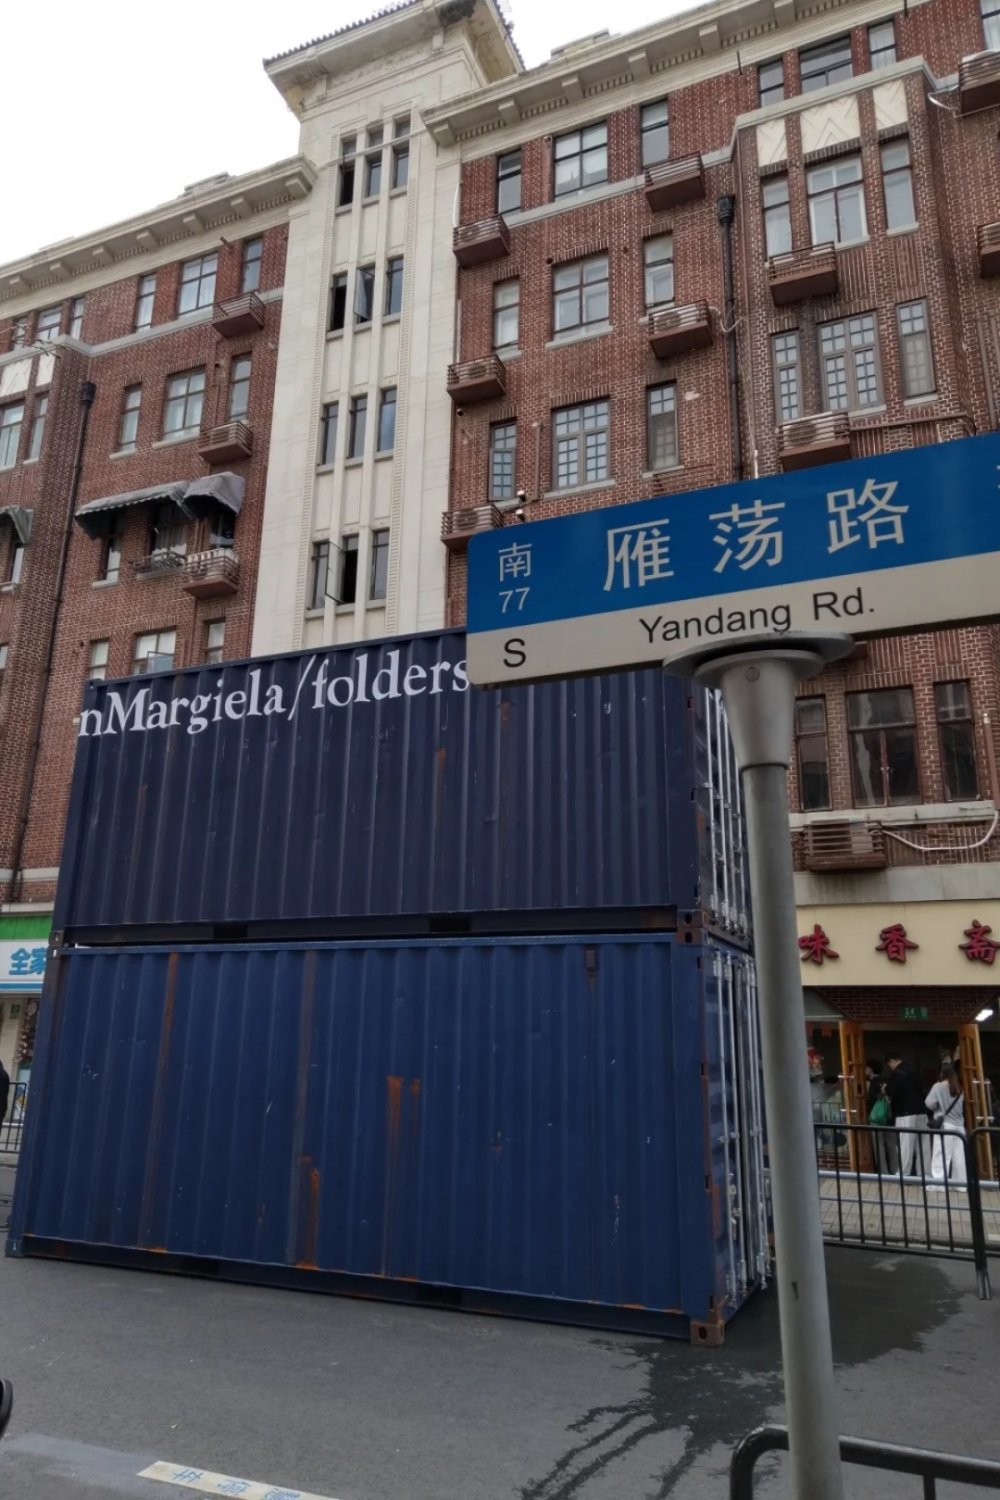 南 雁荡路
77
S Yandang Rd.
nMargiela/folders
全家
味香斋